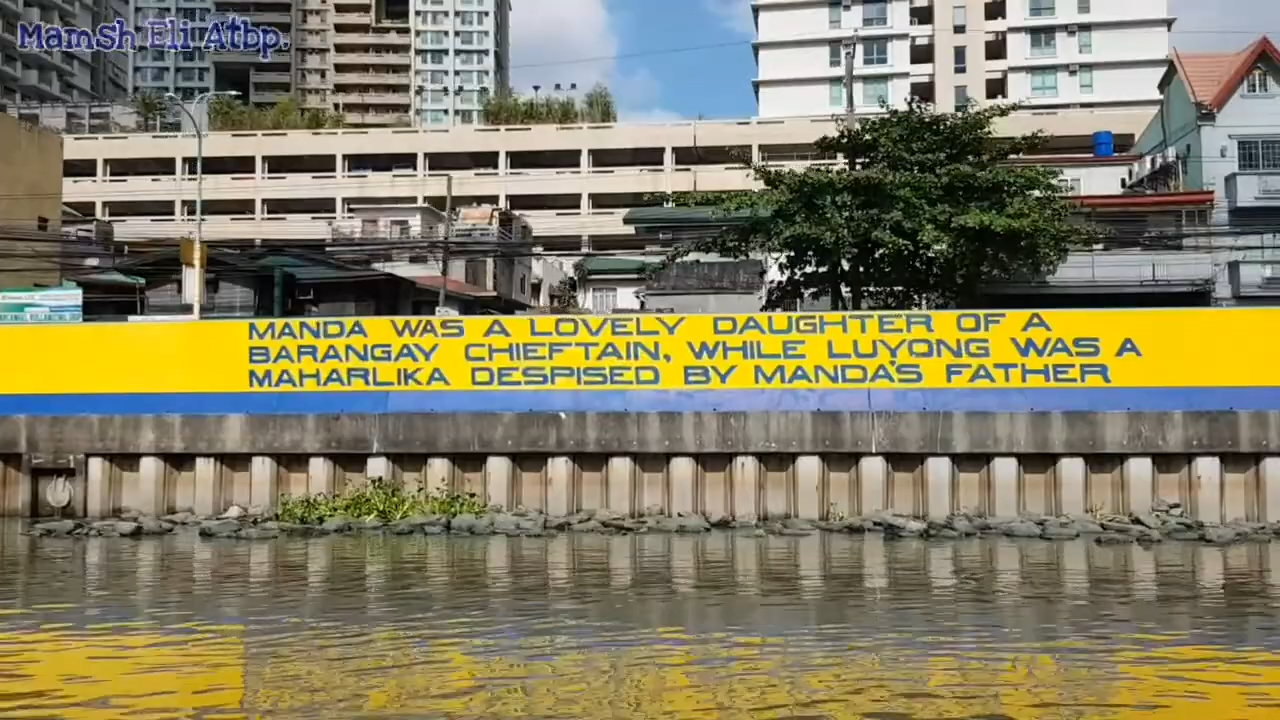 Mamsh Eli Atbp.
MANDA WAS A LOVELY DAUGHTER OF A
BARANGAY CHIEFTAIN, WHILE LUYONG WAS A
MAHARLIKA DESPISED BY MANDA'S FATHER